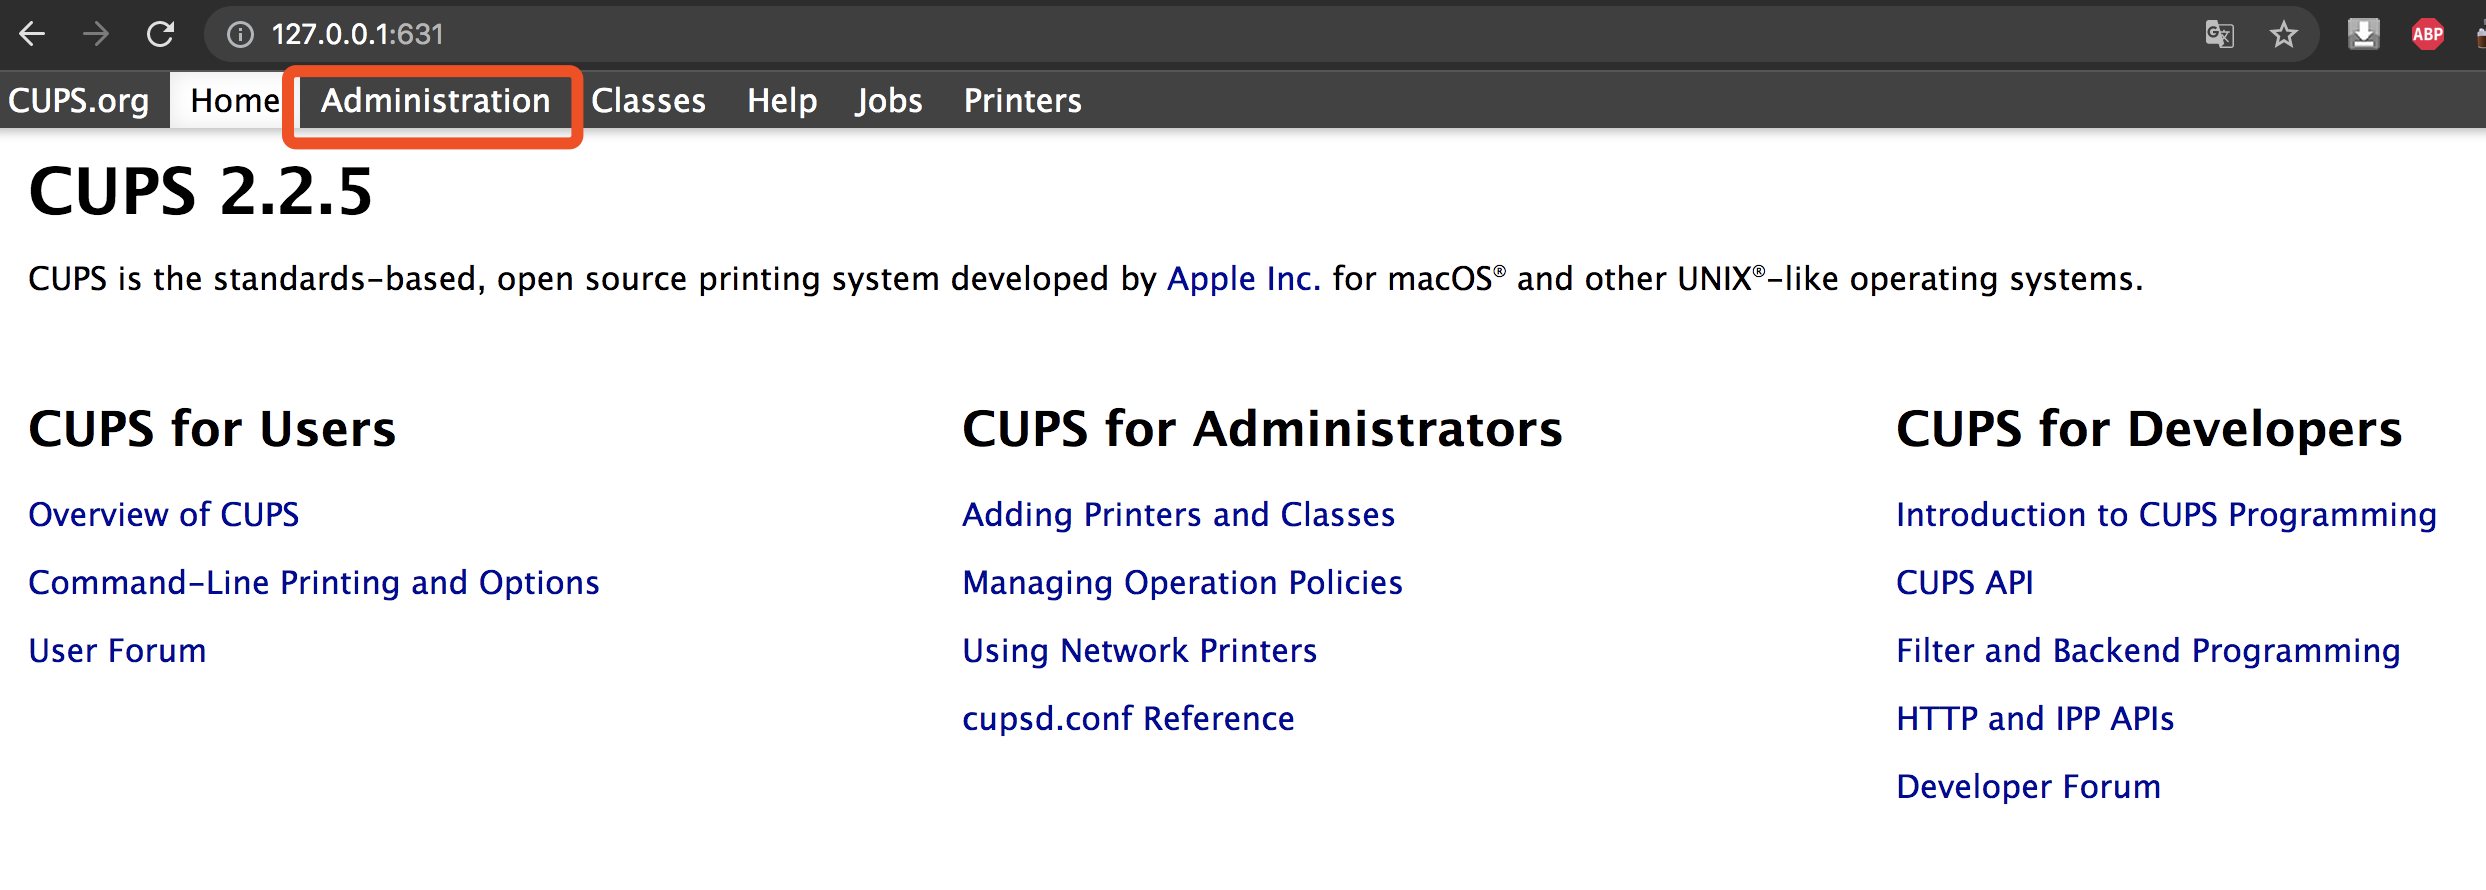 127.0.0.1:631
ABP
CUPS.org Home Administration Classes Help Jobs Printers
CUPS 2.2.5
CUPS is the standards-based, open source printing system developed by Apple Inc. for macOS® and other UNIX®-like operating systems.
CUPS for Users
Overview of CUPS
Command-Line Printing and Options
User Forum
CUPS for Administrators
Adding Printers and Classes
Managing Operation Policies
Using Network Printers
cupsd.conf Reference
CUPS for Developers
Introduction to CUPS Programming
CUPS API
Filter and Backend Programming
HTTP and IPP APIs
Developer Forum